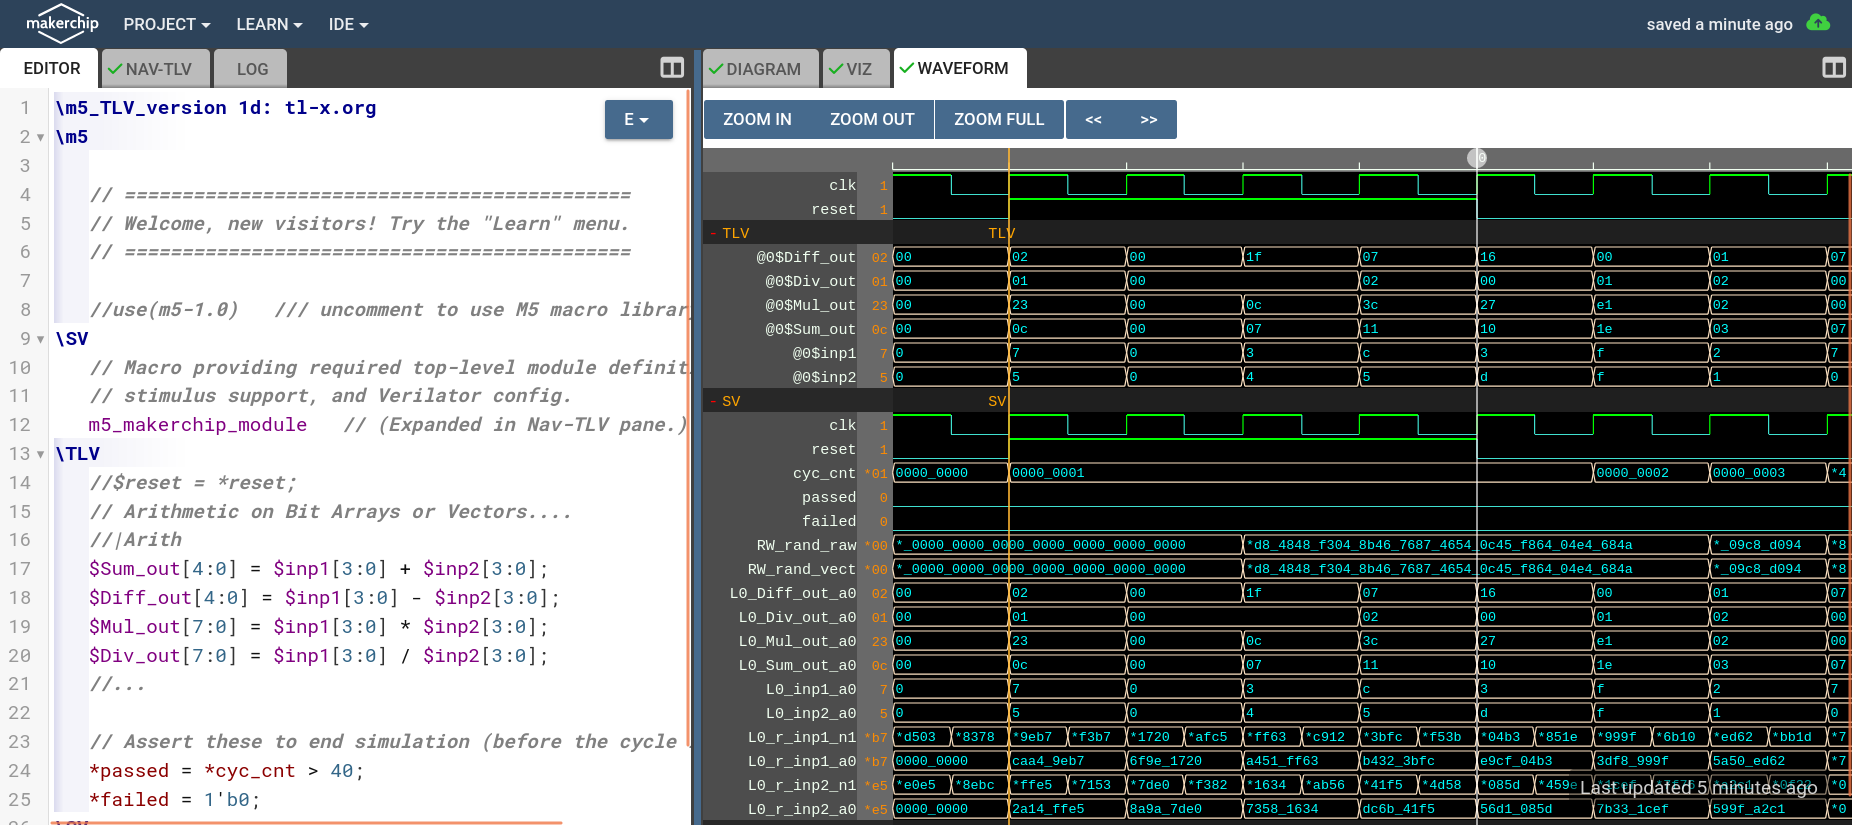 makerchip PROJECT LEARN IDE saved a minute ago
EDITOR NAV-TLV LOG
1 \m5_TLV_version 1d: tl-x.org
E
2 \m5
3
4 // ============================================
5 // Welcome, new visitors! Try the "Learn" menu.
6 // ============================================
7
8 //use(m5-1.0) /// uncomment to use M5 macro librar
9 \SV
10 // Macro providing required top-level module definit
11 // stimulus support, and Verilator config.
12 m5_makerchip_module // (Expanded in Nav-TLV pane.)
13 \TLV
14 //$reset = *reset;
15 // Arithmetic on Bit Arrays or Vectors....
16 //|Arith
17 $Sum_out[4:0] = $inp1[3:0] + $inp2[3:0];
18 $Diff_out[4:0] = $inp1[3:0] - $inp2[3:0];
19 $Mul_out[7:0] = $inp1[3:0] * $inp2[3:0];
20 $Div_out[7:0] = $inp1[3:0] / $inp2[3:0];
21 //...
22
23 // Assert these to end simulation (before the cycle
24 *passed = *cyc_cnt > 40;
25 *failed = 1'b0;
DIAGRAM VIZ WAVEFORM
ZOOM IN ZOOM OUT ZOOM FULL << >>
0
clk 1
reset 1
- TLV TLV
@0$Diff_out 02 00 02 00 1f 07 16 00 01 07
@0$Div_out 01 00 01 00 02 00 01 02 00
@0$Mul_out 23 00 23 00 0c 3c 27 e1 02 00
@0$Sum_out 0c 00 0c 00 07 11 10 1e 03 07
@0$inp1 7 0 7 0 3 c 3 f 2 7
@0$inp2 5 0 5 0 4 5 d f 1 0
- SV SV
clk 1
reset 1
cyc_cnt *01 0000_0000 0000_0001 0000_0002 0000_0003 *4
passed 0
failed 0
RW_rand_raw *00 *_0000_0000_0000_0000_0000_0000_0000 *d8_4848_f304_8b46_7687_4654_0c45_f864_04e4_684a *_09c8_d094 *8
RW_rand_vect *00 *_0000_0000_0000_0000_0000_0000_0000 *d8_4848_f304_8b46_7687_4654_0c45_f864_04e4_684a *_09c8_d094 *8
L0_Diff_out_a0 02 00 02 00 1f 07 16 00 01 07
L0_Div_out_a0 01 00 01 00 02 00 01 02 00
L0_Mul_out_a0 23 00 23 00 0c 3c 27 e1 02 00
L0_Sum_out_a0 0c 00 0c 00 07 11 10 1e 03 07
L0_inp1_a0 7 0 7 0 3 c 3 f 2 7
L0_inp2_a0 5 0 5 0 4 5 d f 1 0
L0_r_inp1_n1 *b7 *d503 *8378 *9eb7 *f3b7 *1720 *afc5 *ff63 *c912 *3bfc *f53b *04b3 *851e *999f *6b10 *ed62 *bb1d *7
L0_r_inp1_a0 *b7 0000_0000 caa4_9eb7 6f9e_1720 a451_ff63 b432_3bfc e9cf_04b3 3df8_999f 5a50_ed62 *7
L0_r_inp2_n1 *e5 *e0e5 *8ebc *ffe5 *7153 *7de0 *f382 *1634 *ab56 *41f5 *4d58 *085d *459e *0
Last updated 5 minutes ago
L0_r_inp2_a0 *e5 0000_0000 2a14_ffe5 8a9a_7de0 7358_1634 dc6b_41f5 56d1_085d 7b33_1cef 599f_a2c1 *0